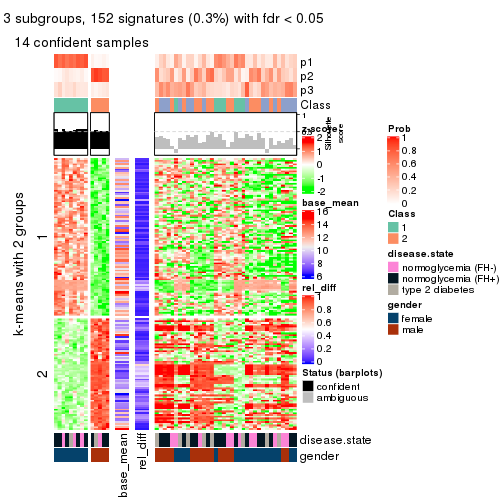 3 subgroups, 152 signatures (0.3%) with fdr < 0.05
14 confident samples
p1
p2
p3
Class
1
0.5
0
Silhouette
score
z-score
2
1
0
-1
-2
base_mean
16
14
12
10
8
6
rel_diff
1
0.8
0.6
0.4
0.2
0
Status (barplots)
confident
ambiguous
Prob
1
0.8
0.6
0.4
0.2
0
Class
1
2
disease.state
normoglycemia (FH-)
normoglycemia (FH+)
type 2 diabetes
gender
female
male
k-means with 2 groups
1
2
disease.state
gender
base_mean
rel_diff